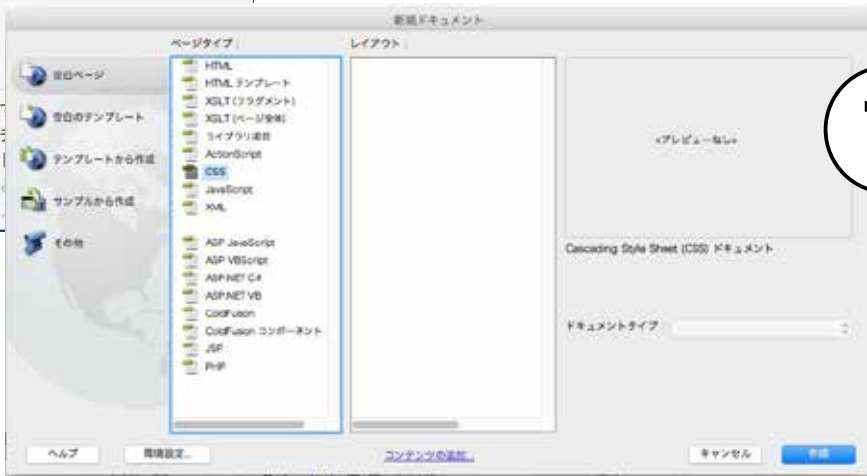 新規ドキュメント
ページタイプ:
レイアウト:
空白ページ
空白のテンプレート
テンプレートから作成
サンプルから作成
その他
HTML
HTML テンプレート
XSLT (フラグメント)
XSLT (ページ全体)
ライブラリ項目
ActionScript
CSS
JavaScript
XML
ASP JavaScript
ASP VBScript
ASP.NET C#
ASP.NET VB
ColdFusion
ColdFusion コンポーネント
JSP
PHP
<プレビューなし>
Cascading Style Sheet (CSS) ドキュメント
ドキュメントタイプ
ヘルプ
環境設定...
コンテンツの追加...
キャンセル
作成